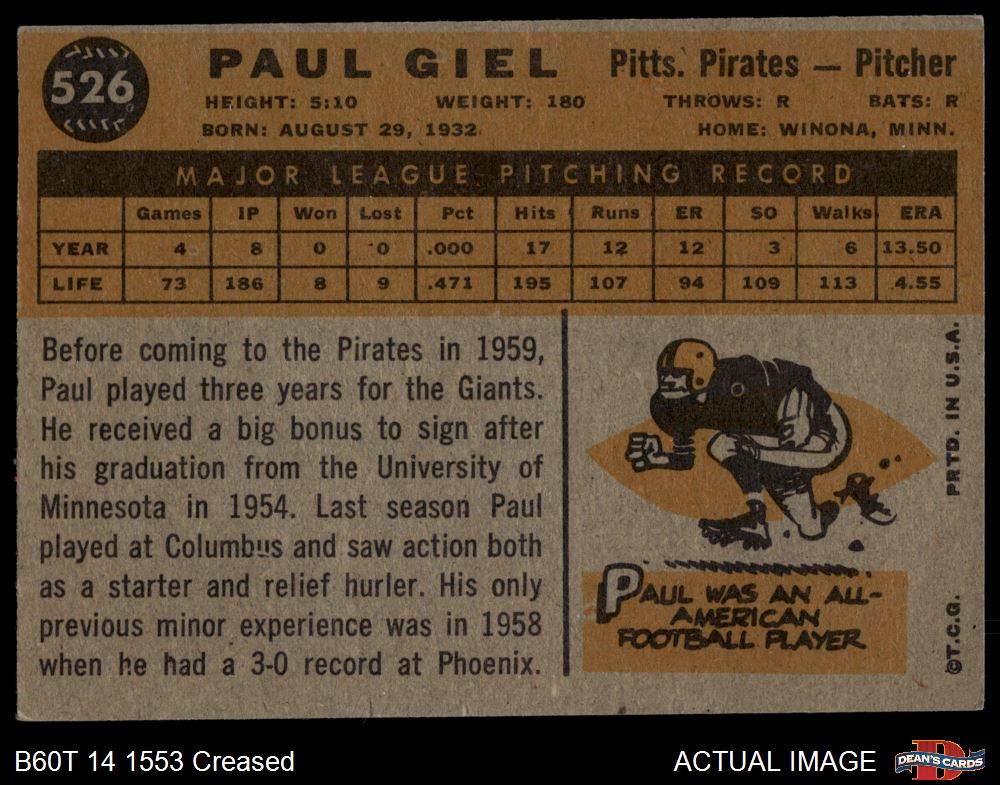 526
PAUL GIEL
Pitts. Pirates — Pitcher
HEIGHT: 5:10 WEIGHT: 180 THROWS: R BATS: R
BORN: AUGUST 29, 1932 HOME: WINONA, MINN.
MAJOR LEAGUE PITCHING RECORD
Games IP Won Lost Pct Hits Runs ER SO Walks ERA
YEAR 4 8 0 0 .000 17 12 12 3 6 13.50
LIFE 73 186 8 9 .471 195 107 94 109 113 4.55
Before coming to the Pirates in 1959,
Paul played three years for the Giants.
He received a big bonus to sign after
his graduation from the University of
Minnesota in 1954. Last season Paul
played at Columbus and saw action both
as a starter and relief hurler. His only
previous minor experience was in 1958
when he had a 3-0 record at Phoenix.
PAUL WAS AN ALL-
AMERICAN
FOOTBALL PLAYER
©T.C.G. PRTD. IN U.S.A.
B60T 14 1553 Creased
ACTUAL IMAGE
D
DEAN'S CARDS